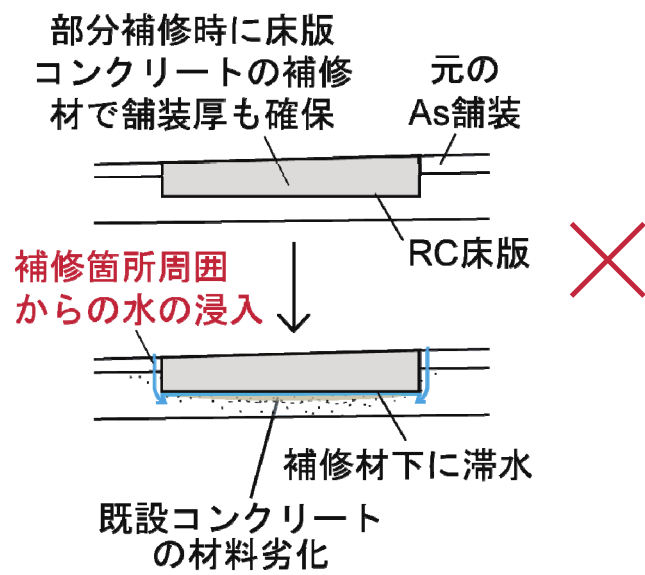 部分補修時に床版
コンクリートの補修
材で舗装厚も確保
元の
As舗装
RC床版
補修箇所周囲
からの水の浸入
補修材下に滞水
既設コンクリート
の材料劣化